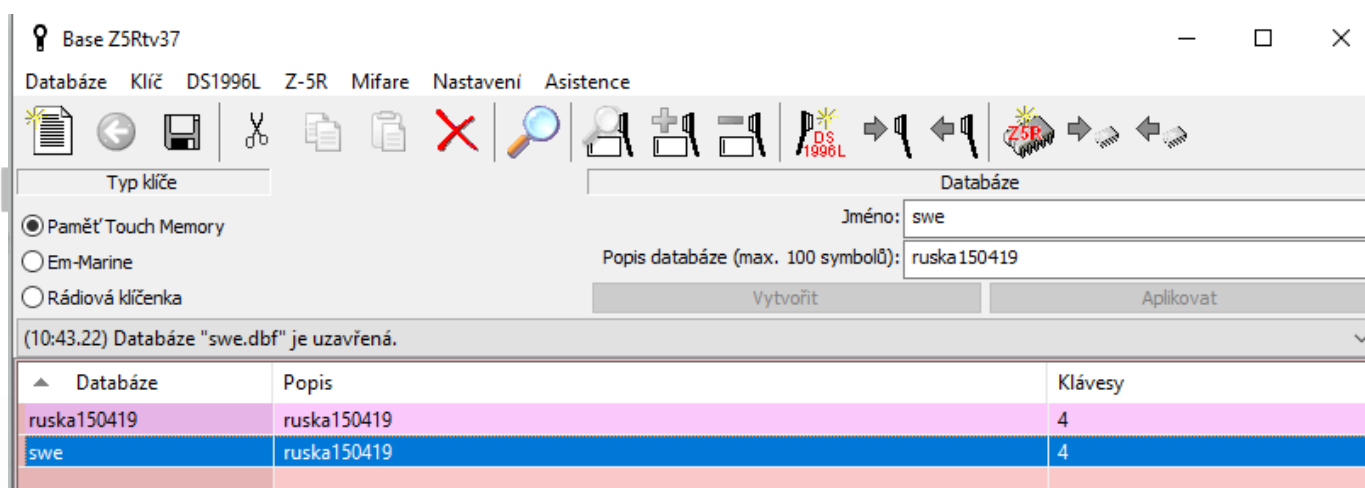 Base Z5Rtv37
Databáze Klíč DS1996L Z-5R Mifare Nastavení Asistence
DS
1996L
Z5R
Typ klíče
Databáze
Paměť Touch Memory
Em-Marine
Rádiová klíčenka
Jméno: swe
Popis databáze (max. 100 symbolů): ruska150419
Vytvořit Aplikovat
(10:43.22) Databáze "swe.dbf" je uzavřená.
Databáze Popis Klávesy
ruska150419 ruska150419 4
swe ruska150419 4